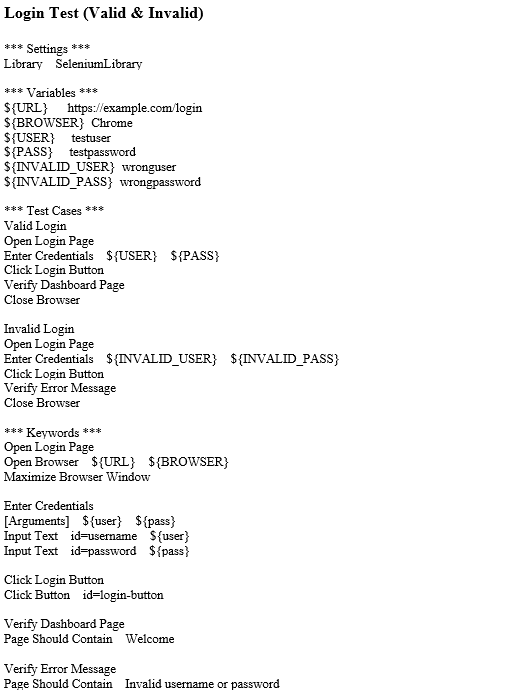 Login Test (Valid & Invalid)
*** Settings ***
Library    SeleniumLibrary
*** Variables ***
${URL}    https://example.com/login
${BROWSER}  Chrome
${USER}    testuser
${PASS}    testpassword
${INVALID_USER}  wronguser
${INVALID_PASS}  wrongpassword
*** Test Cases ***
Valid Login
Open Login Page
Enter Credentials    ${USER}    ${PASS}
Click Login Button
Verify Dashboard Page
Close Browser
Invalid Login
Open Login Page
Enter Credentials    ${INVALID_USER}    ${INVALID_PASS}
Click Login Button
Verify Error Message
Close Browser
*** Keywords ***
Open Login Page
Open Browser    ${URL}    ${BROWSER}
Maximize Browser Window
Enter Credentials
[Arguments]    ${user}    ${pass}
Input Text    id=username    ${user}
Input Text    id=password    ${pass}
Click Login Button
Click Button    id=login-button
Verify Dashboard Page
Page Should Contain    Welcome
Verify Error Message
Page Should Contain    Invalid username or password